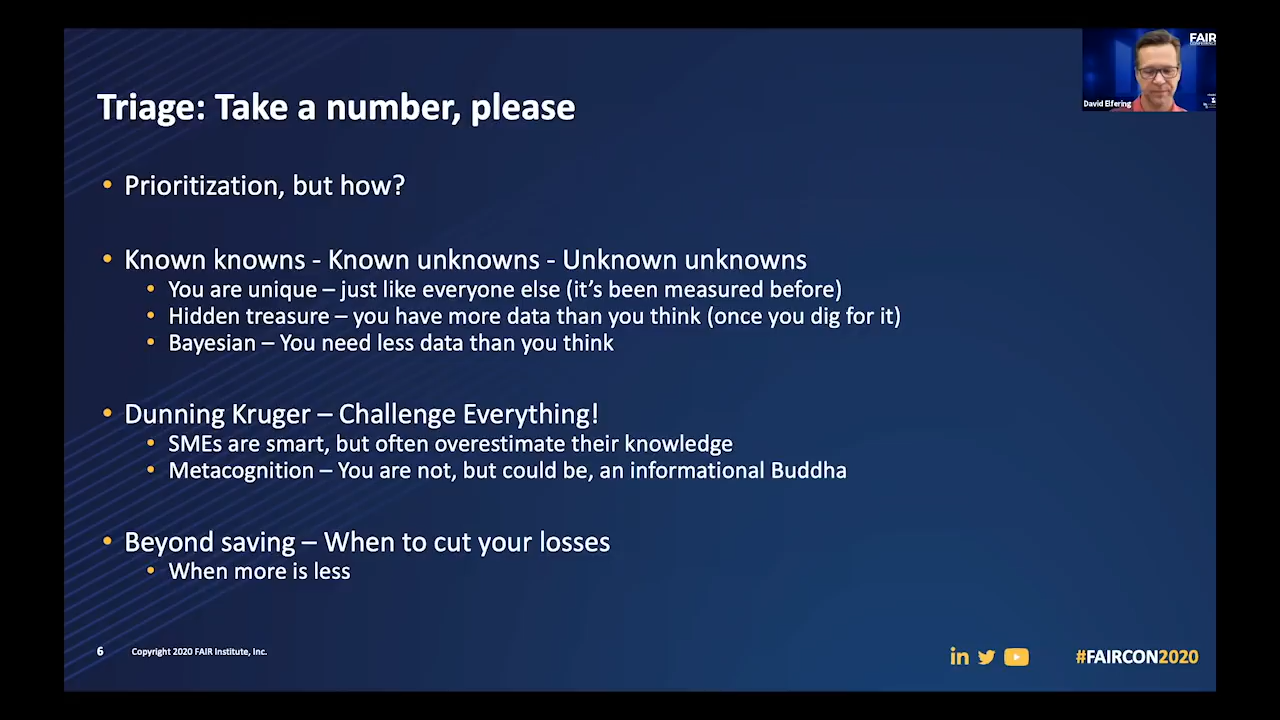 FAIR
David Elfering
Triage: Take a number, please
Prioritization, but how?
Known knowns - Known unknowns - Unknown unknowns
You are unique – just like everyone else (it’s been measured before)
Hidden treasure – you have more data than you think (once you dig for it)
Bayesian – You need less data than you think
Dunning Kruger – Challenge Everything!
SMEs are smart, but often overestimate their knowledge
Metacognition – You are not, but could be, an informational Buddha
Beyond saving – When to cut your losses
When more is less
6 Copyright 2020 FAIR Institute, Inc.
in
#FAIRCON2020